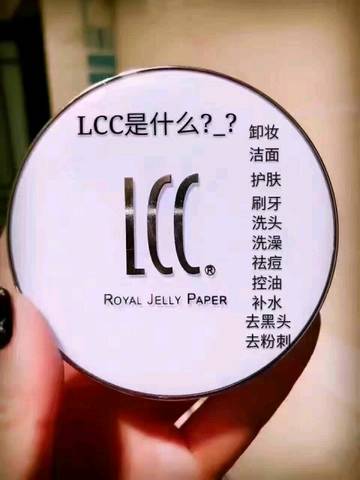 LCC是什么?_?
卸妆
洁面
护肤
刷牙
洗头
洗澡
祛痘
控油
补水
去黑头
去粉刺
LCC®
ROYAL JELLY PAPER